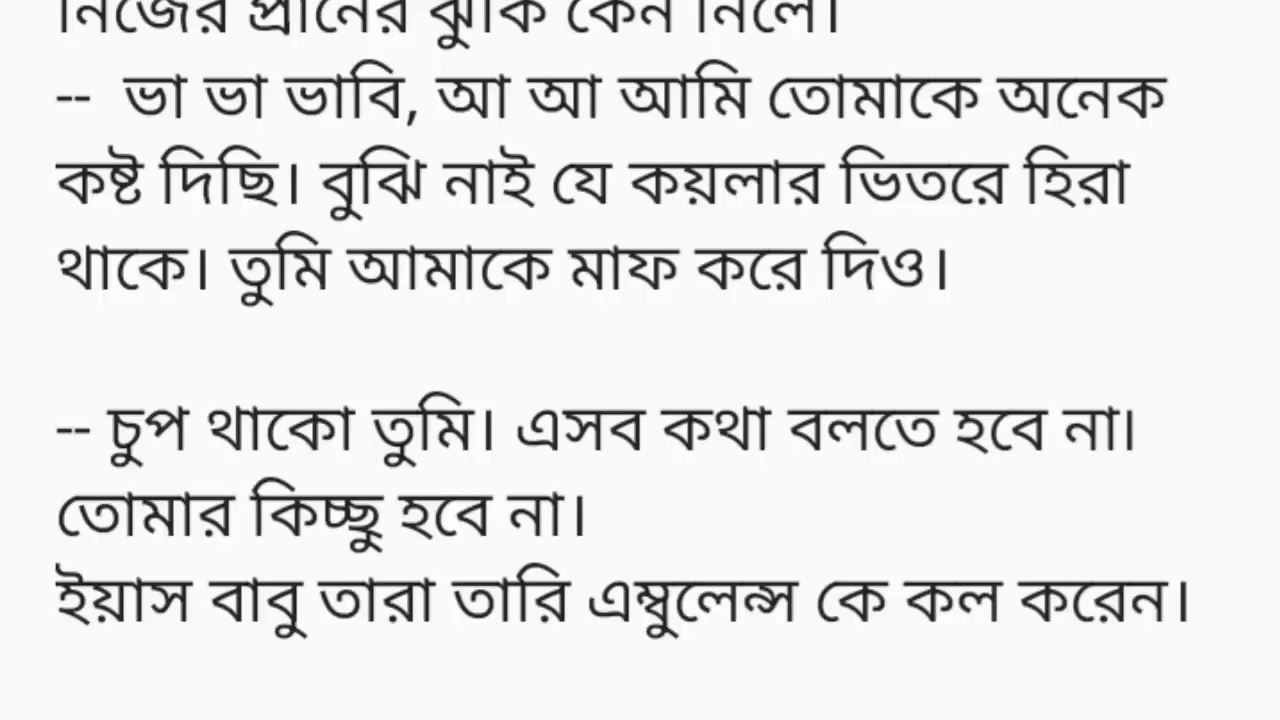 নিজের প্রানের ঝুকি কেন নিলে।
-- ভা ভা ভাবি, আ আ আমি তোমাকে অনেক
কষ্ট দিছি। বুঝি নাই যে কয়লার ভিতরে হিরা
থাকে। তুমি আমাকে মাফ করে দিও।
-- চুপ থাকো তুমি। এসব কথা বলতে হবে না।
তোমার কিচ্ছু হবে না।
ইয়াস বাবু তারা তারি এম্বুলেন্স কে কল করেন।